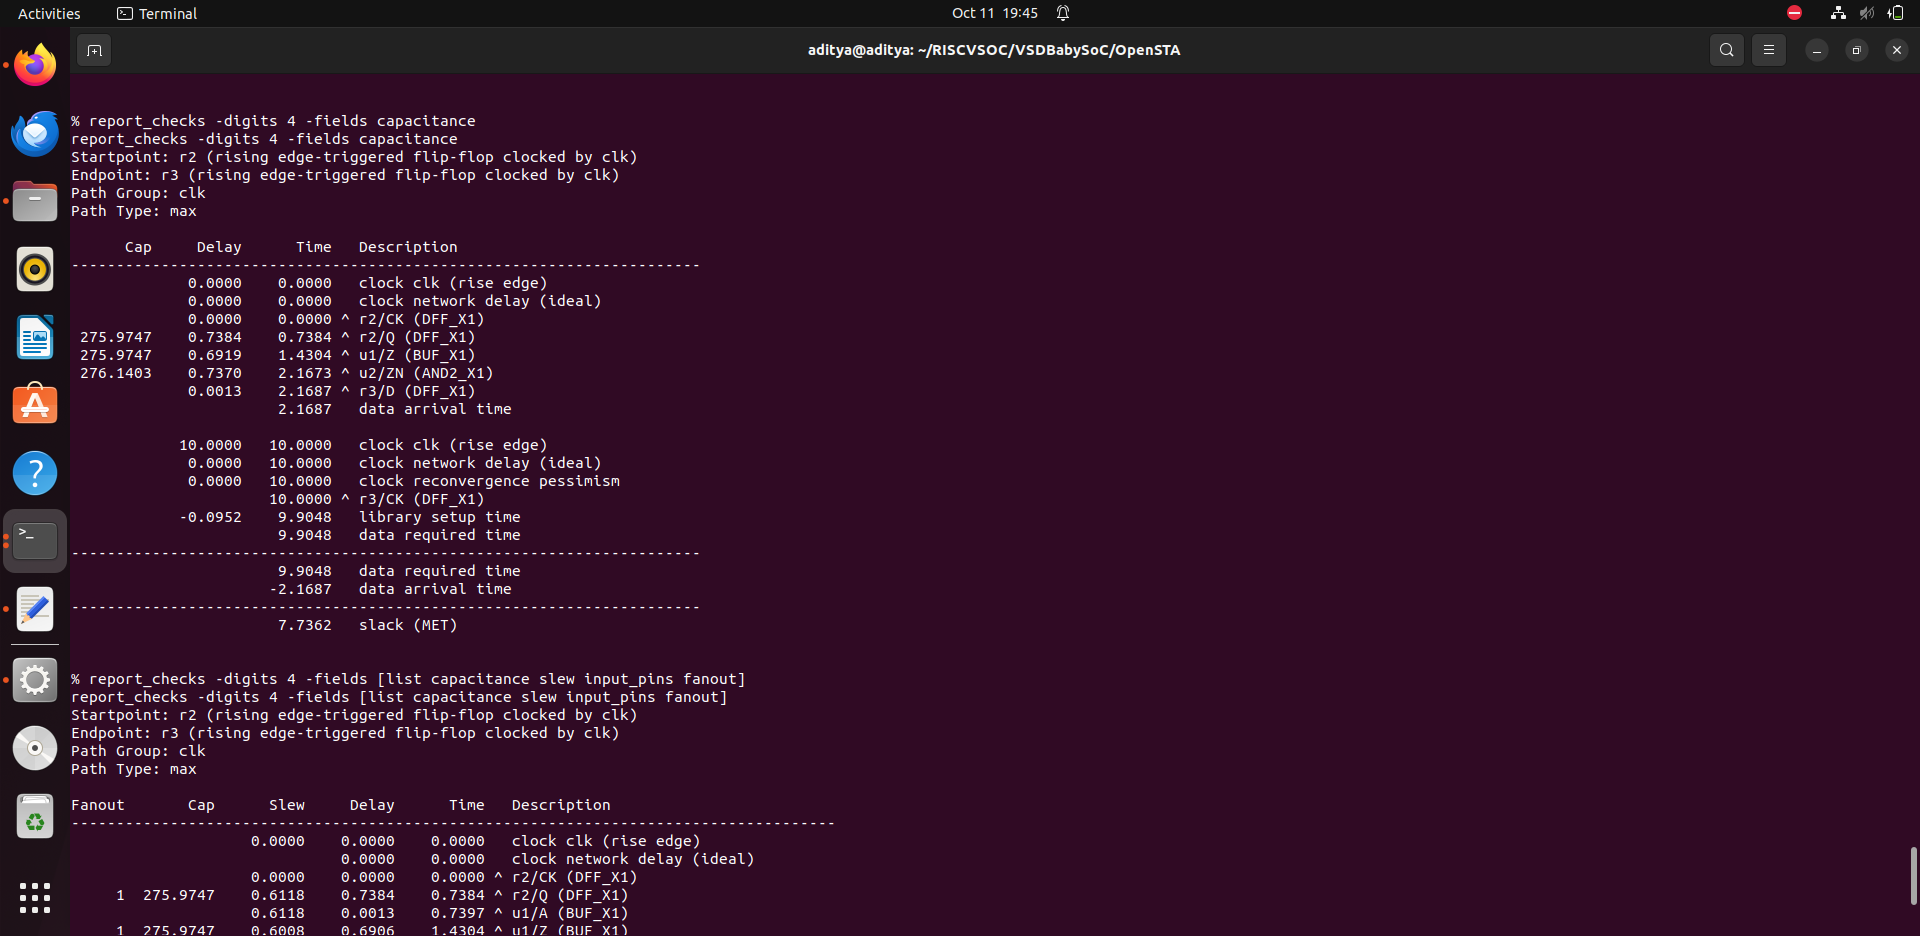 Activities Terminal Oct 11 19:45
aditya@aditya: ~/RISCVSOC/VSDBabySoC/OpenSTA
% report_checks -digits 4 -fields capacitance
report_checks -digits 4 -fields capacitance
Startpoint: r2 (rising edge-triggered flip-flop clocked by clk)
Endpoint: r3 (rising edge-triggered flip-flop clocked by clk)
Path Group: clk
Path Type: max
Cap Delay Time Description
-----------------------------------------------------------------------
0.0000 0.0000 clock clk (rise edge)
0.0000 0.0000 clock network delay (ideal)
0.0000 0.0000 ^ r2/CK (DFF_X1)
275.9747 0.7384 0.7384 ^ r2/Q (DFF_X1)
275.9747 0.6919 1.4304 ^ u1/Z (BUF_X1)
276.1403 0.7370 2.1673 ^ u2/ZN (AND2_X1)
0.0013 2.1687 ^ r3/D (DFF_X1)
2.1687 data arrival time
10.0000 10.0000 clock clk (rise edge)
0.0000 10.0000 clock network delay (ideal)
0.0000 10.0000 clock reconvergence pessimism
10.0000 ^ r3/CK (DFF_X1)
-0.0952 9.9048 library setup time
9.9048 data required time
-----------------------------------------------------------------------
9.9048 data required time
-2.1687 data arrival time
-----------------------------------------------------------------------
7.7362 slack (MET)
% report_checks -digits 4 -fields [list capacitance slew input_pins fanout]
report_checks -digits 4 -fields [list capacitance slew input_pins fanout]
Startpoint: r2 (rising edge-triggered flip-flop clocked by clk)
Endpoint: r3 (rising edge-triggered flip-flop clocked by clk)
Path Group: clk
Path Type: max
Fanout Cap Slew Delay Time Description
-------------------------------------------------------------------------------------
0.0000 0.0000 0.0000 clock clk (rise edge)
0.0000 0.0000 clock network delay (ideal)
0.0000 0.0000 0.0000 ^ r2/CK (DFF_X1)
1 275.9747 0.6118 0.7384 0.7384 ^ r2/Q (DFF_X1)
0.6118 0.0013 0.7397 ^ u1/A (BUF_X1)
1 275.9747 0.6008 0.6906 1.4304 ^ u1/Z (BUF_X1)